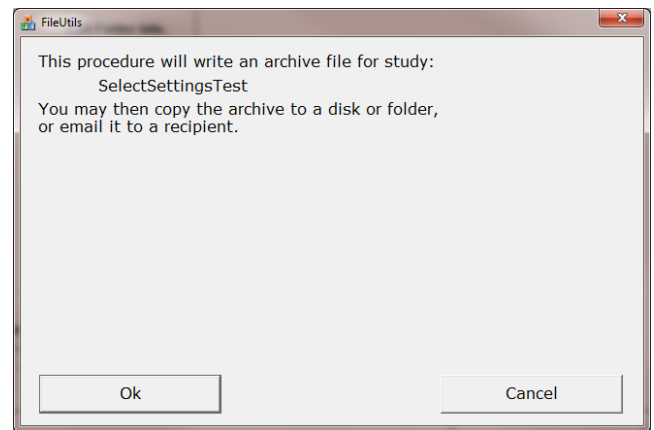 FileUtils
This procedure will write an archive file for study:
SelectSettingsTest
You may then copy the archive to a disk or folder,
or email it to a recipient.
Ok
Cancel